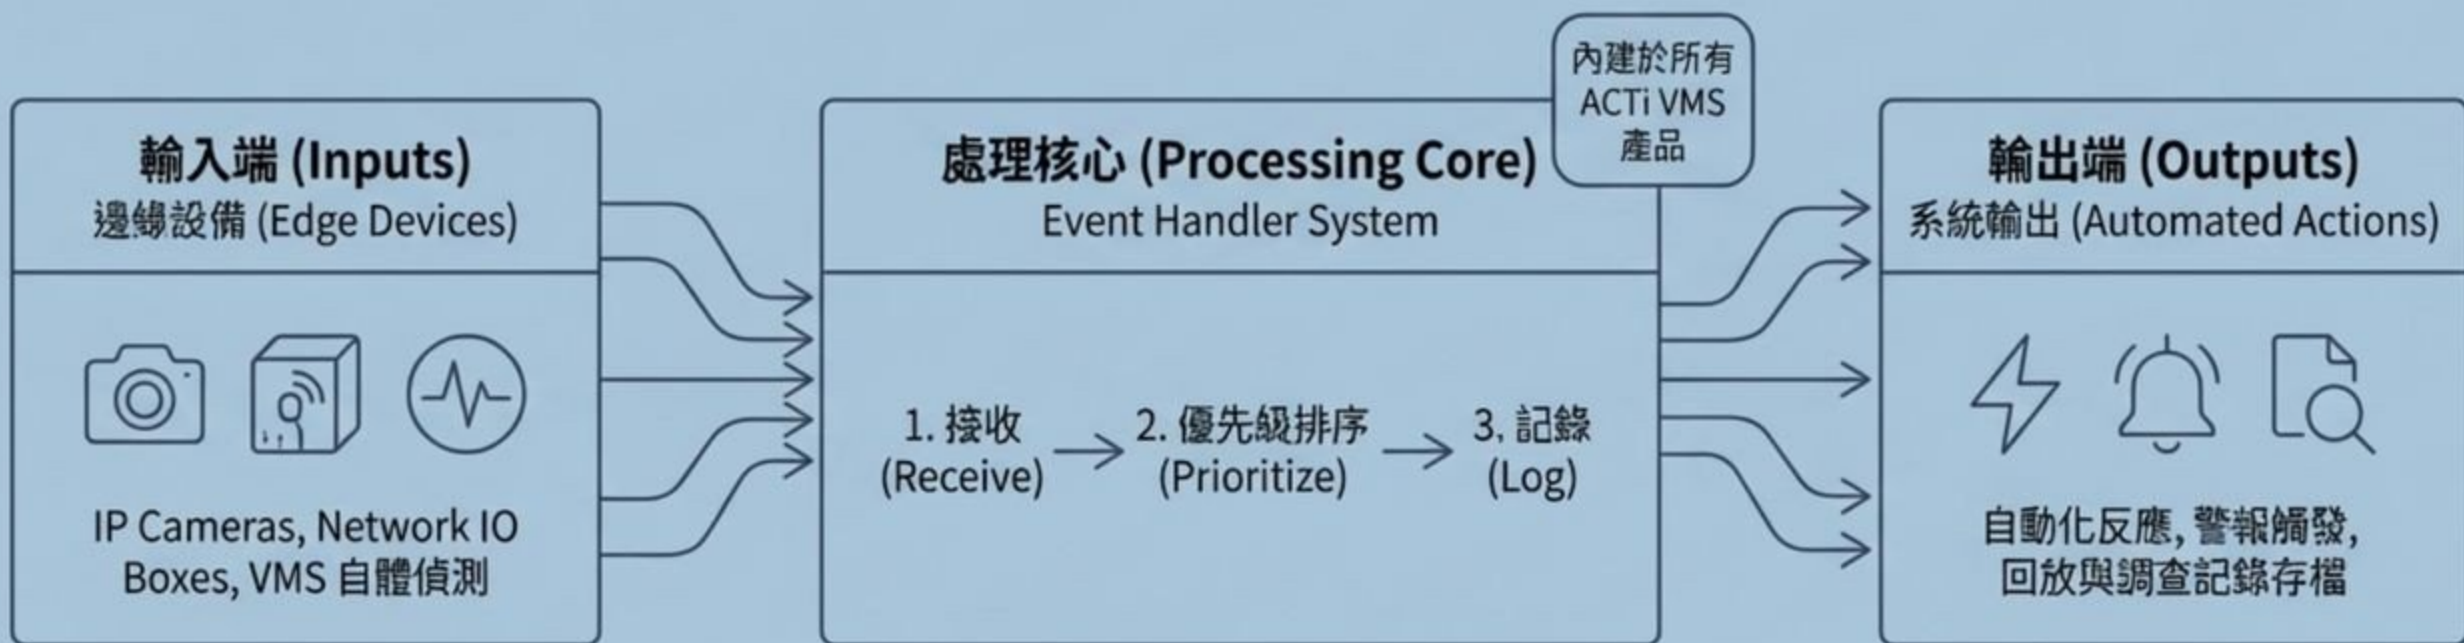 內建於所有
ACTi VMS
產品
輸入端 (Inputs)
邊緣設備 (Edge Devices)
IP Cameras, Network IO
Boxes, VMS 自體偵測
處理核心 (Processing Core)
Event Handler System
1. 接收
(Receive)
2. 優先級排序
(Prioritize)
3. 記錄
(Log)
輸出端 (Outputs)
系統輸出 (Automated Actions)
自動化反應, 警報觸發,
回放與調查記錄存檔